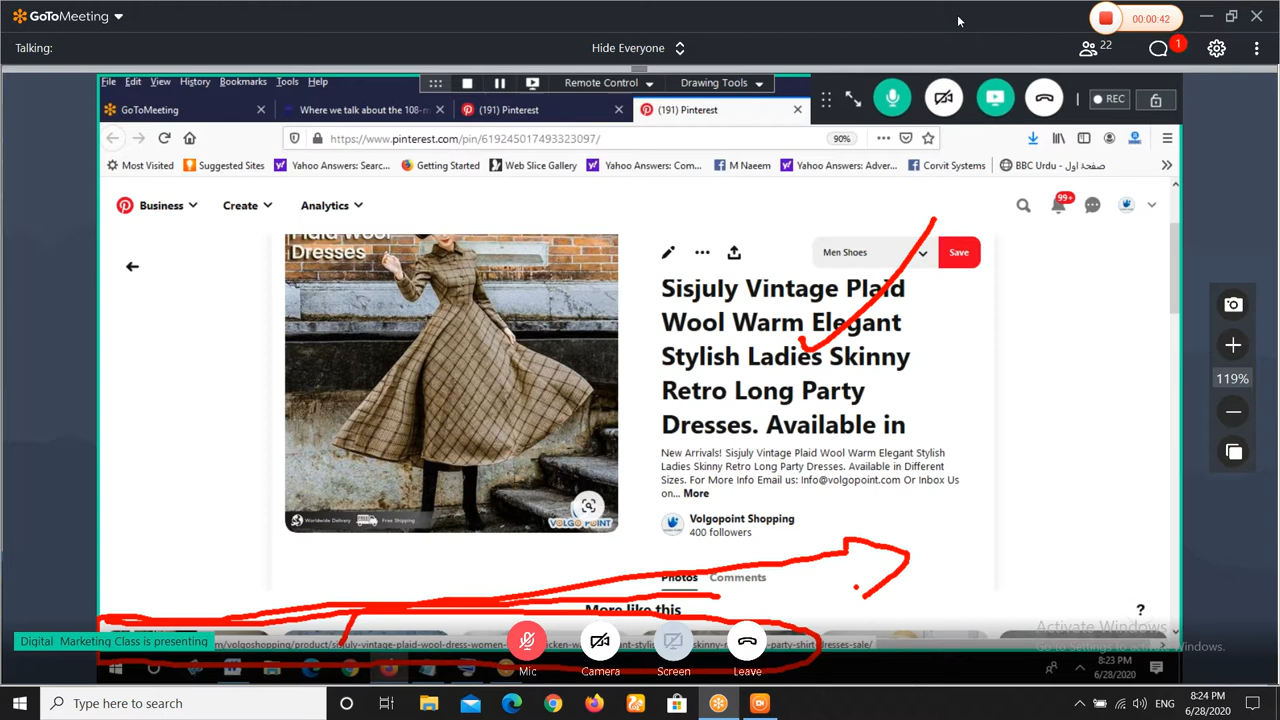 GoToMeeting
00:00:42
Talking:
Hide Everyone
22
1
File Edit View History Bookmarks Tools Help
Remote Control
Drawing Tools
GoToMeeting
Where we talk about the 108-m
(191) Pinterest
(191) Pinterest
REC
https://www.pinterest.com/pin/619245017493323097/
90%
Most Visited
Suggested Sites
Yahoo Answers: Searc...
Getting Started
Web Slice Gallery
Yahoo Answers: Com...
M Naeem
Yahoo Answers: Adver...
Corvit Systems
BBC Urdu - صفحۂ اول
Business
Create
Analytics
99+
Plaid Wool
Dresses
Men Shoes
Save
Sisjuly Vintage Plaid
Wool Warm Elegant
Stylish Ladies Skinny
Retro Long Party
Dresses. Available in
New Arrivals! Sisjuly Vintage Plaid Wool Warm Elegant Stylish
Ladies Skinny Retro Long Party Dresses. Available in Different
Sizes. For More Info Email us: Info@volgopoint.com Or Inbox Us
on... More
Worldwide Delivery
Free Shipping
VOLGO POINT
Volgopoint Shopping
400 followers
119%
Photos
Comments
More like this
?
Digital Marketing Class is presenting
Activate Windows
Go to Settings to activate Windows.
Mic
Camera
Screen
Leave
8:23 PM
6/28/2020
Type here to search
ENG
8:24 PM
6/28/2020